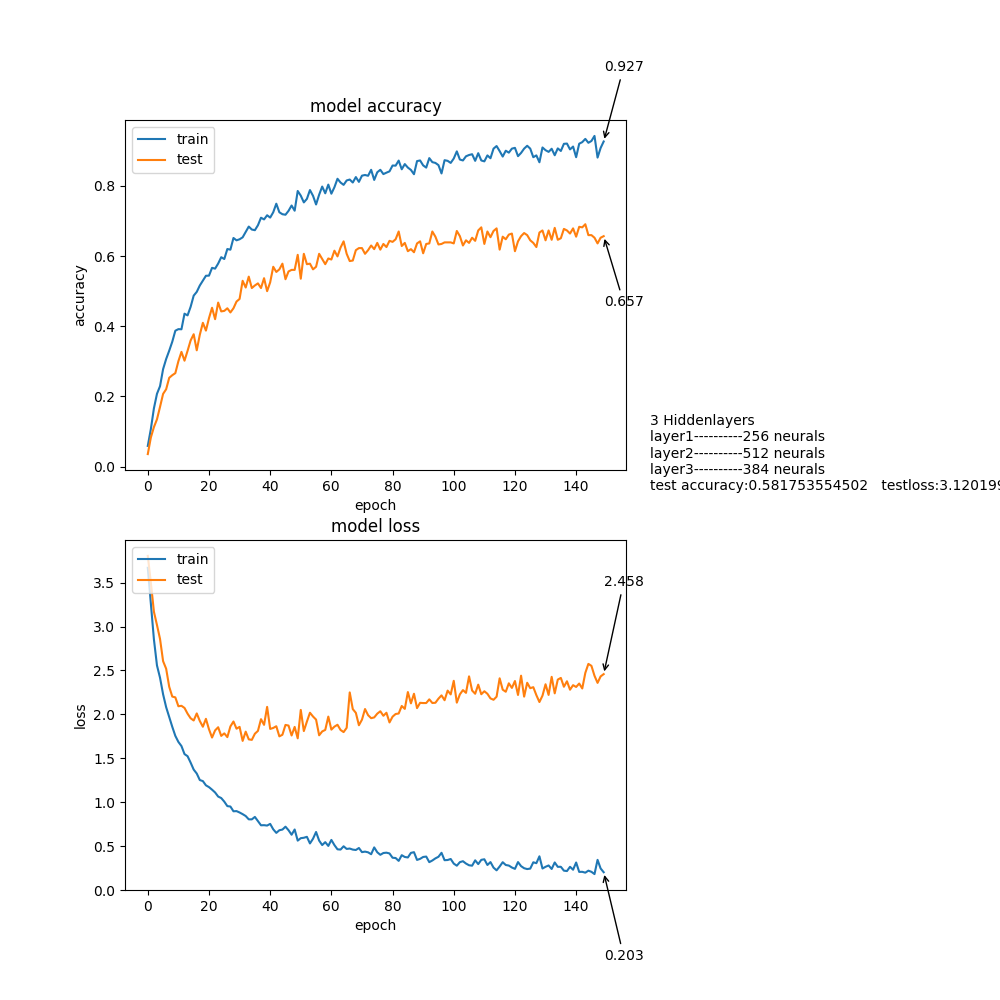 0.927
model accuracy
train
test
0.8
0.6
0.4
0.2
0.0
accuracy
0.657
0 20 40 60 80 100 120 140
epoch
3 Hiddenlayers
layer1----------256 neurals
layer2----------512 neurals
layer3----------384 neurals
test accuracy:0.581753554502 testloss:3.120199
model loss
train
test
3.5
3.0
2.5
2.0
1.5
1.0
0.5
0.0
loss
2.458
0 20 40 60 80 100 120 140
epoch
0.203